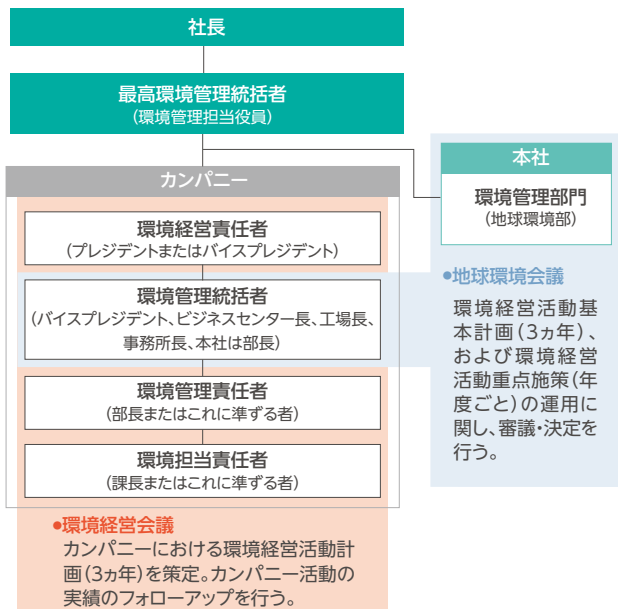 社長
最高環境管理統括者
(環境管理担当役員)
カンパニー
環境経営責任者
(プレジデントまたはバイスプレジデント)
環境管理統括者
(バイスプレジデント、ビジネスセンター長、工場長、
事務所長、本社は部長)
環境管理責任者
(部長またはこれに準ずる者)
環境担当責任者
(課長またはこれに準ずる者)
●環境経営会議
カンパニーにおける環境経営活動計
画(3ヵ年)を策定。カンパニー活動の
実績のフォローアップを行う。
本社
環境管理部門
(地球環境部)
●地球環境会議
環境経営活動基
本計画(3ヵ年)、
および環境経営
活動重点施策(年
度ごと)の運用に
関し、審議・決定を
行う。